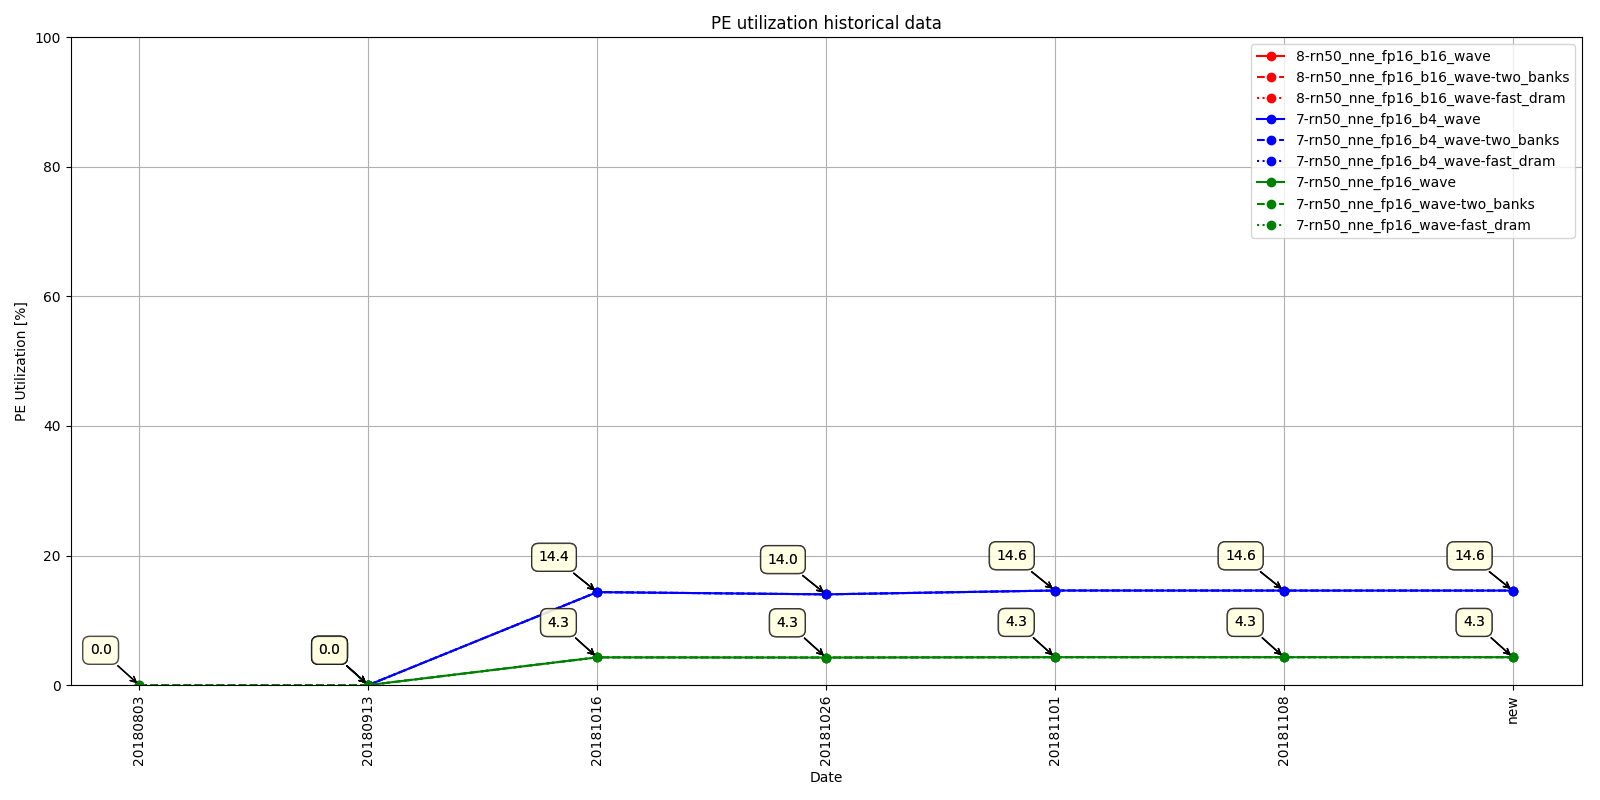 PE utilization historical data
100
80
60
40
20
0
PE Utilization [%]
8-rn50_nne_fp16_b16_wave
8-rn50_nne_fp16_b16_wave-two_banks
8-rn50_nne_fp16_b16_wave-fast_dram
7-rn50_nne_fp16_b4_wave
7-rn50_nne_fp16_b4_wave-two_banks
7-rn50_nne_fp16_b4_wave-fast_dram
7-rn50_nne_fp16_wave
7-rn50_nne_fp16_wave-two_banks
7-rn50_nne_fp16_wave-fast_dram
14.4
14.0
14.6
14.6
14.6
0.0
0.0
4.3
4.3
4.3
4.3
4.3
20180803
20180913
20181016
20181026
20181101
20181108
new
Date